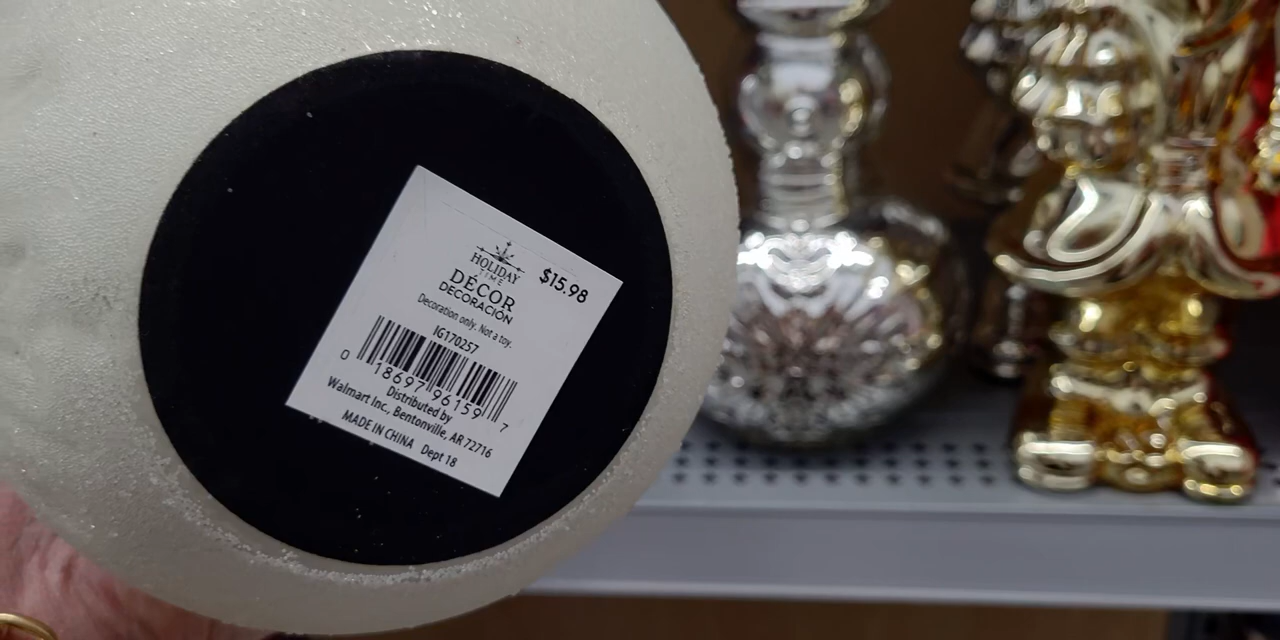 HOLIDAY
TIME
$15.98
DÉCOR
DECORACIÓN
Decoration only. Not a toy.
IG170257
0 18697 96159 7
Distributed by
Walmart Inc., Bentonville, AR 72716
MADE IN CHINA Dept 18